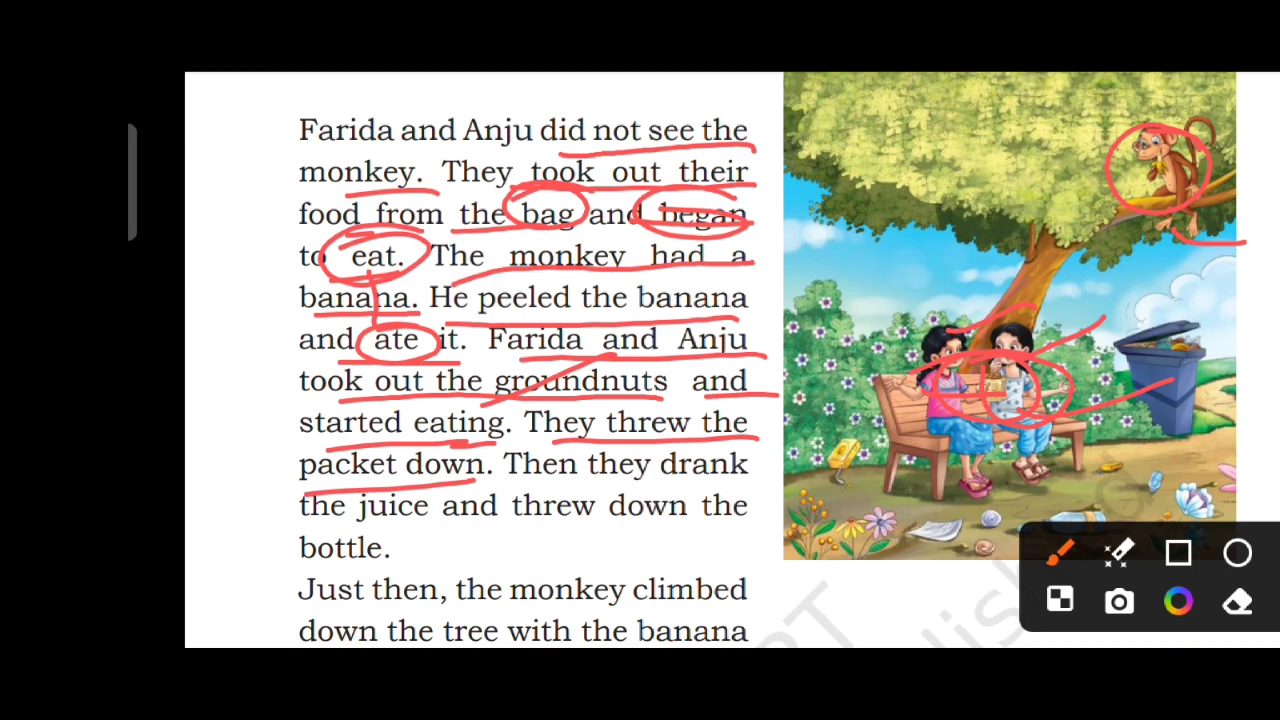 Farida and Anju did not see the
monkey. They took out their
food from the bag and began
to eat. The monkey had a
banana. He peeled the banana
and ate it. Farida and Anju
took out the groundnuts and
started eating. They threw the
packet down. Then they drank
the juice and threw down the
bottle.
Just then, the monkey climbed
down the tree with the banana